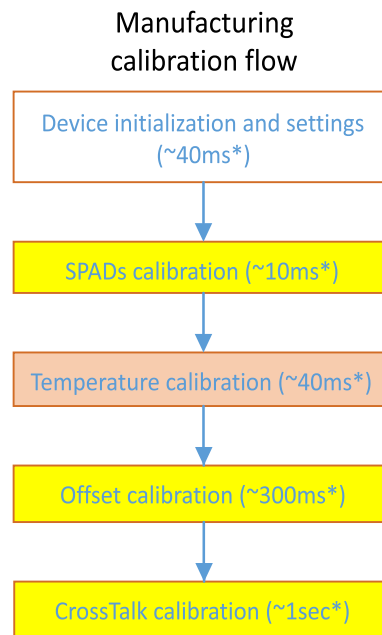 Manufacturing
calibration flow
Device initialization and settings
(~40ms*)
SPADs calibration (~10ms*)
Temperature calibration (~40ms*)
Offset calibration (~300ms*)
CrossTalk calibration (~1sec*)